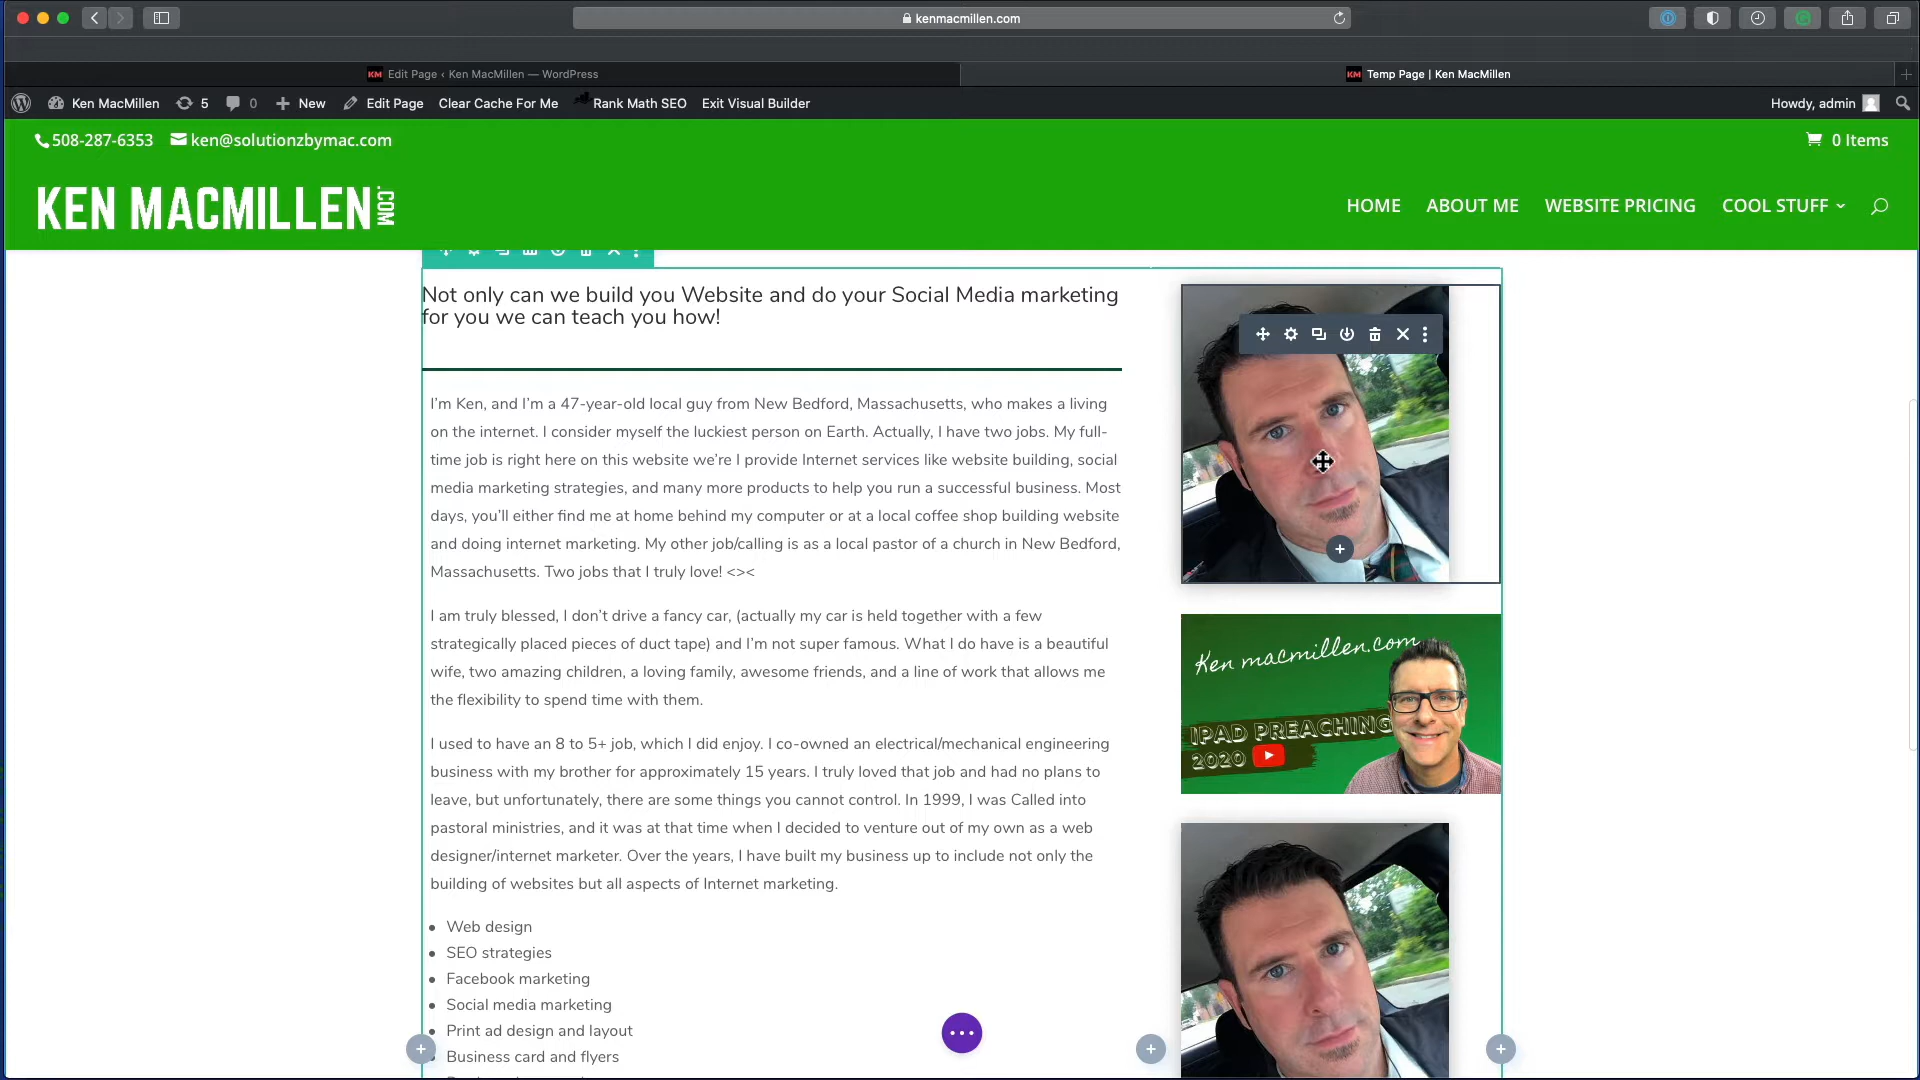 kenmacmillen.com
KM Edit Page ‹ Ken MacMillen — WordPress
KM Temp Page | Ken MacMillen
Ken MacMillen 5 0 New Edit Page Clear Cache For Me Rank Math SEO Exit Visual Builder Howdy, admin
508-287-6353 ken@solutionzbymac.com 0 Items
KEN MACMILLEN.COM
HOME ABOUT ME WEBSITE PRICING COOL STUFF
Not only can we build you Website and do your Social Media marketing
for you we can teach you how!
I’m Ken, and I’m a 47-year-old local guy from New Bedford, Massachusetts, who makes a living
on the internet. I consider myself the luckiest person on Earth. Actually, I have two jobs. My full-
time job is right here on this website we’re I provide Internet services like website building, social
media marketing strategies, and many more products to help you run a successful business. Most
days, you’ll either find me at home behind my computer or at a local coffee shop building website
and doing internet marketing. My other job/calling is as a local pastor of a church in New Bedford,
Massachusetts. Two jobs that I truly love! <><
I am truly blessed, I don’t drive a fancy car, (actually my car is held together with a few
strategically placed pieces of duct tape) and I’m not super famous. What I do have is a beautiful
wife, two amazing children, a loving family, awesome friends, and a line of work that allows me
the flexibility to spend time with them.
I used to have an 8 to 5+ job, which I did enjoy. I co-owned an electrical/mechanical engineering
business with my brother for approximately 15 years. I truly loved that job and had no plans to
leave, but unfortunately, there are some things you cannot control. In 1999, I was Called into
pastoral ministries, and it was at that time when I decided to venture out of my own as a web
designer/internet marketer. Over the years, I have built my business up to include not only the
building of websites but all aspects of Internet marketing.
Web design
SEO strategies
Facebook marketing
Social media marketing
Print ad design and layout
Business card and flyers
Ken macmillen.com
IPAD PREACHING
2020